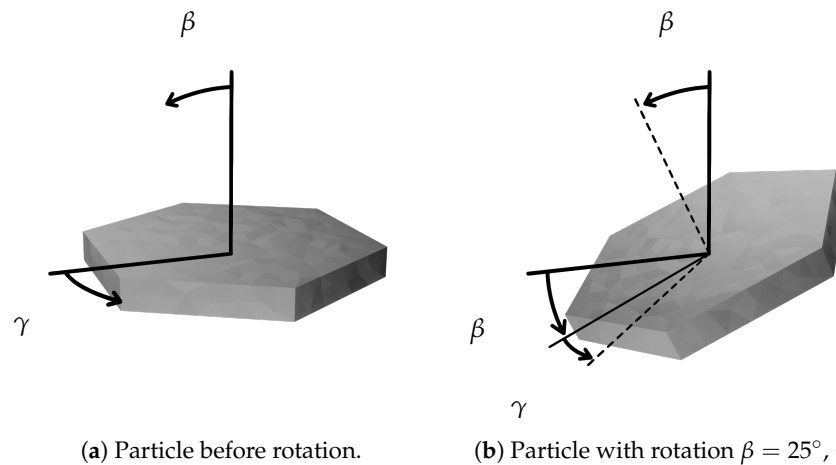 β
β
γ
β
γ
(a) Particle before rotation.
(b) Particle with rotation β = 25°,